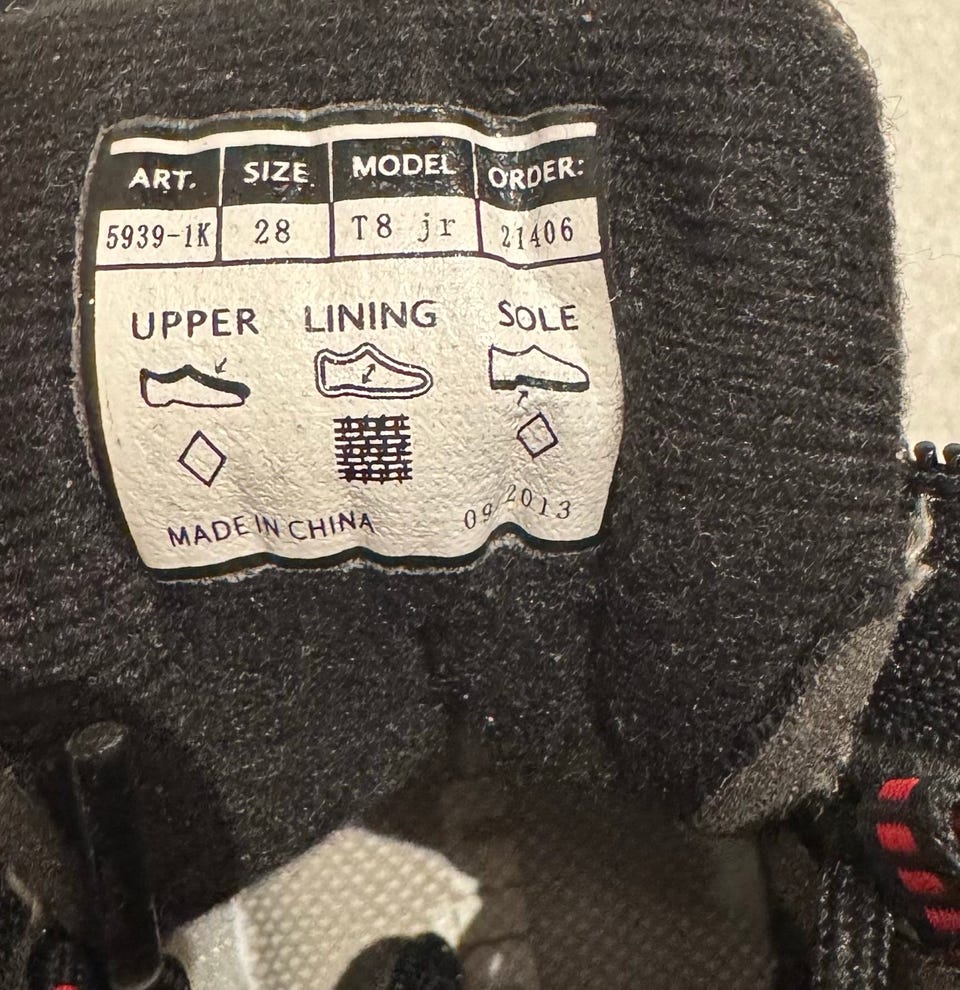 ART. SIZE MODEL ORDER:
5939-1K 28 T8 jr 21406
UPPER LINING SOLE
MADE IN CHINA 09 2013